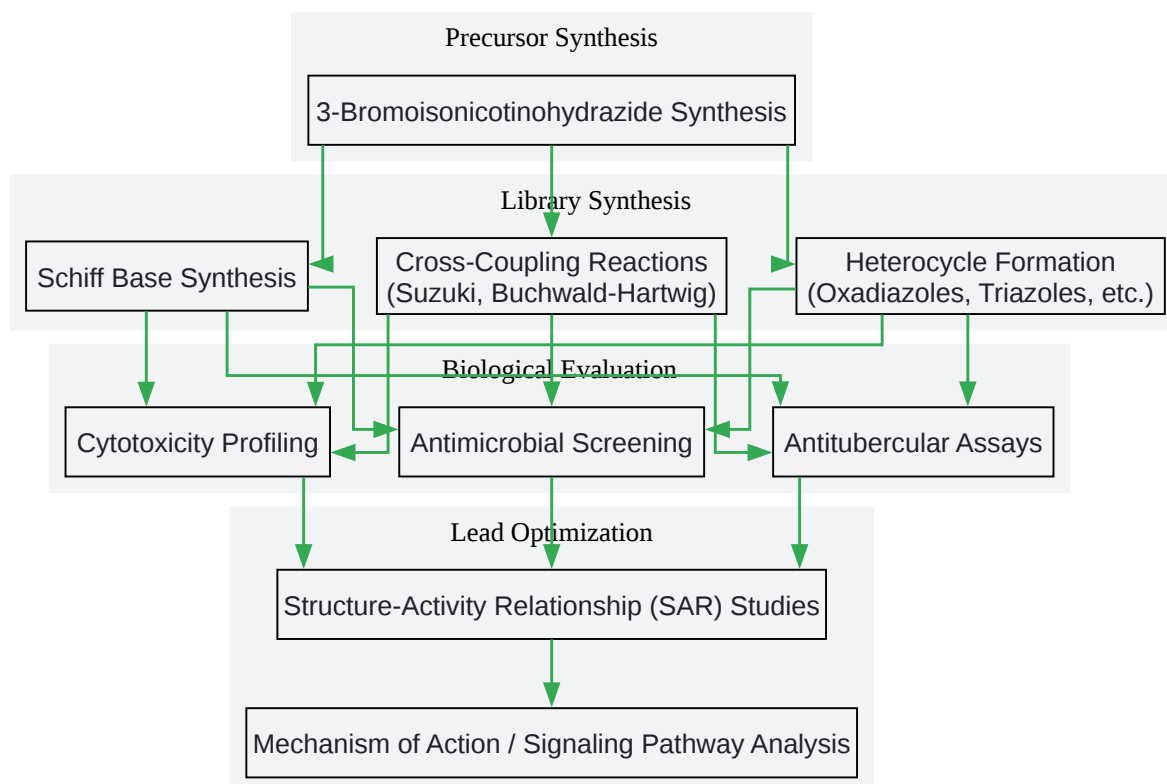 Precursor Synthesis
3-Bromoisonicotinohydrazide Synthesis
Library Synthesis
Schiff Base Synthesis
Cross-Coupling Reactions
(Suzuki, Buchwald-Hartwig)
Heterocycle Formation
(Oxadiazoles, Triazoles, etc.)
Biological Evaluation
Cytotoxicity Profiling
Antimicrobial Screening
Antitubercular Assays
Lead Optimization
Structure-Activity Relationship (SAR) Studies
Mechanism of Action / Signaling Pathway Analysis